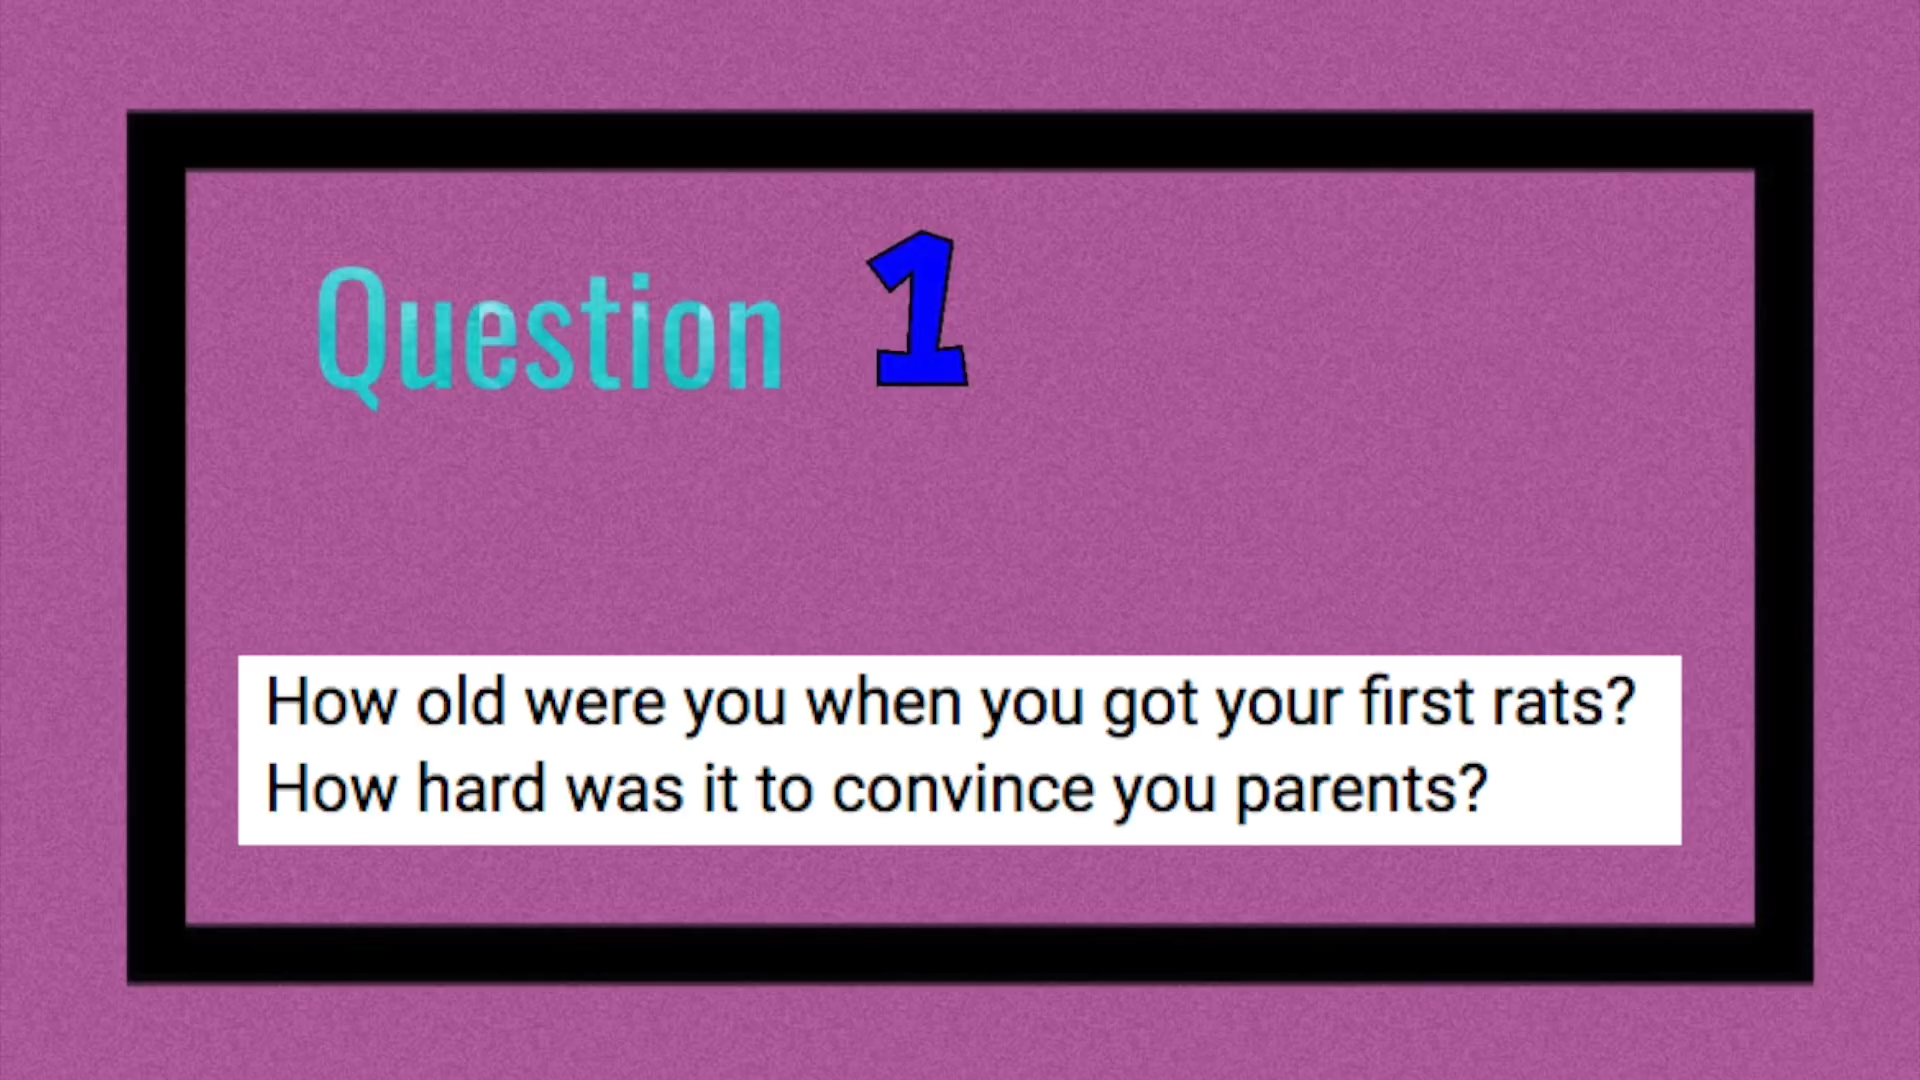 Question 1
How old were you when you got your first rats?
How hard was it to convince you parents?